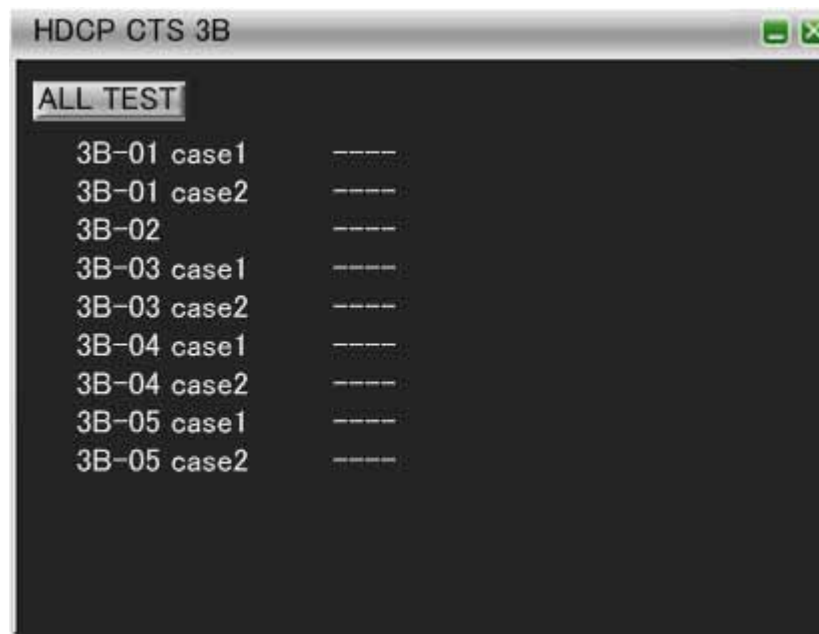 HDCP CTS 3B
ALL TEST
3B-01 case1 ----
3B-01 case2 ----
3B-02 ----
3B-03 case1 ----
3B-03 case2 ----
3B-04 case1 ----
3B-04 case2 ----
3B-05 case1 ----
3B-05 case2 ----